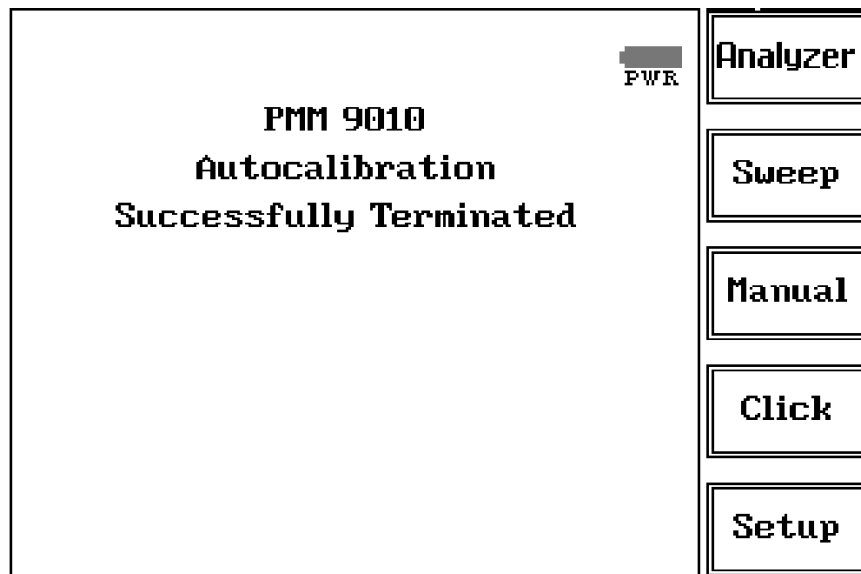 PWR
PMM 9010
Autocalibration
Successfully Terminated
Analyzer
Sweep
Manual
Click
Setup